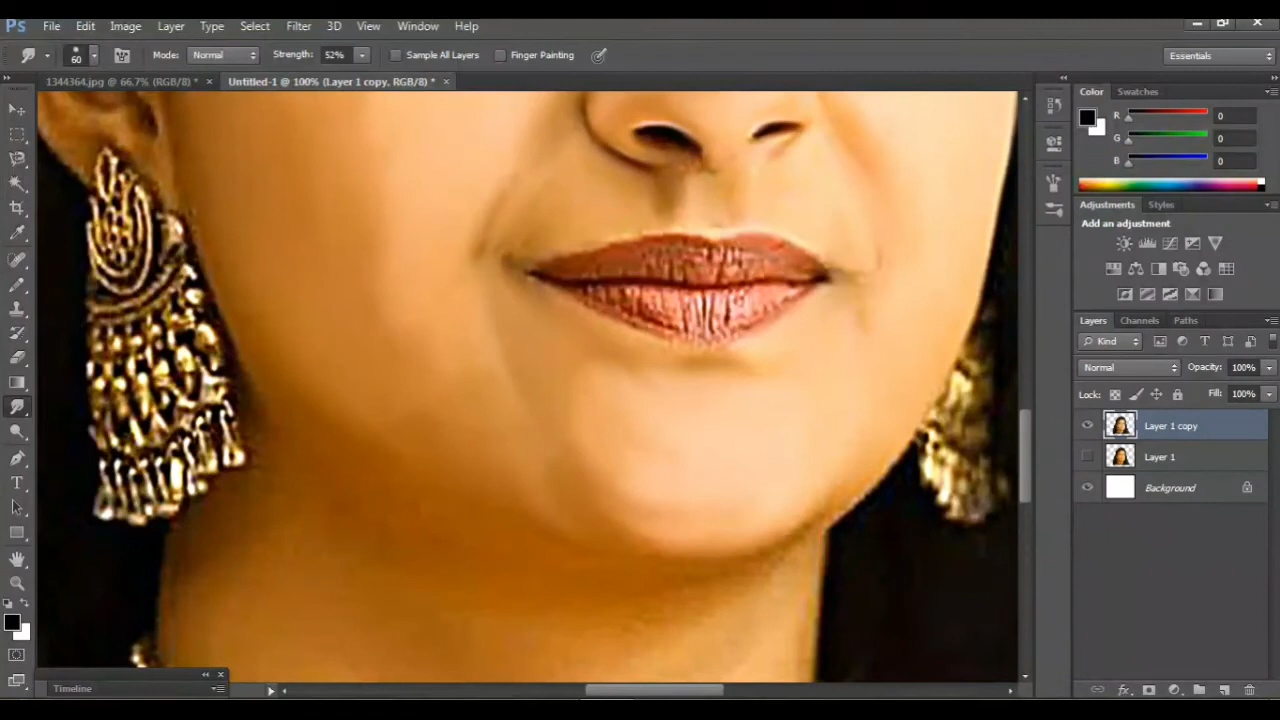 Ps File Edit Image Layer Type Select Filter 3D View Window Help
60 Mode: Normal Strength: 52% Sample All Layers Finger Painting Essentials
1344364.jpg @ 66.7% (RGB/8) * × Untitled-1 @ 100% (Layer 1 copy, RGB/8) * ×
Color Swatches
R 0
G 0
B 0
Adjustments Styles
Add an adjustment
Layers Channels Paths
Kind
Normal Opacity: 100%
Lock: Fill: 100%
Layer 1 copy
Layer 1
Background
Timeline